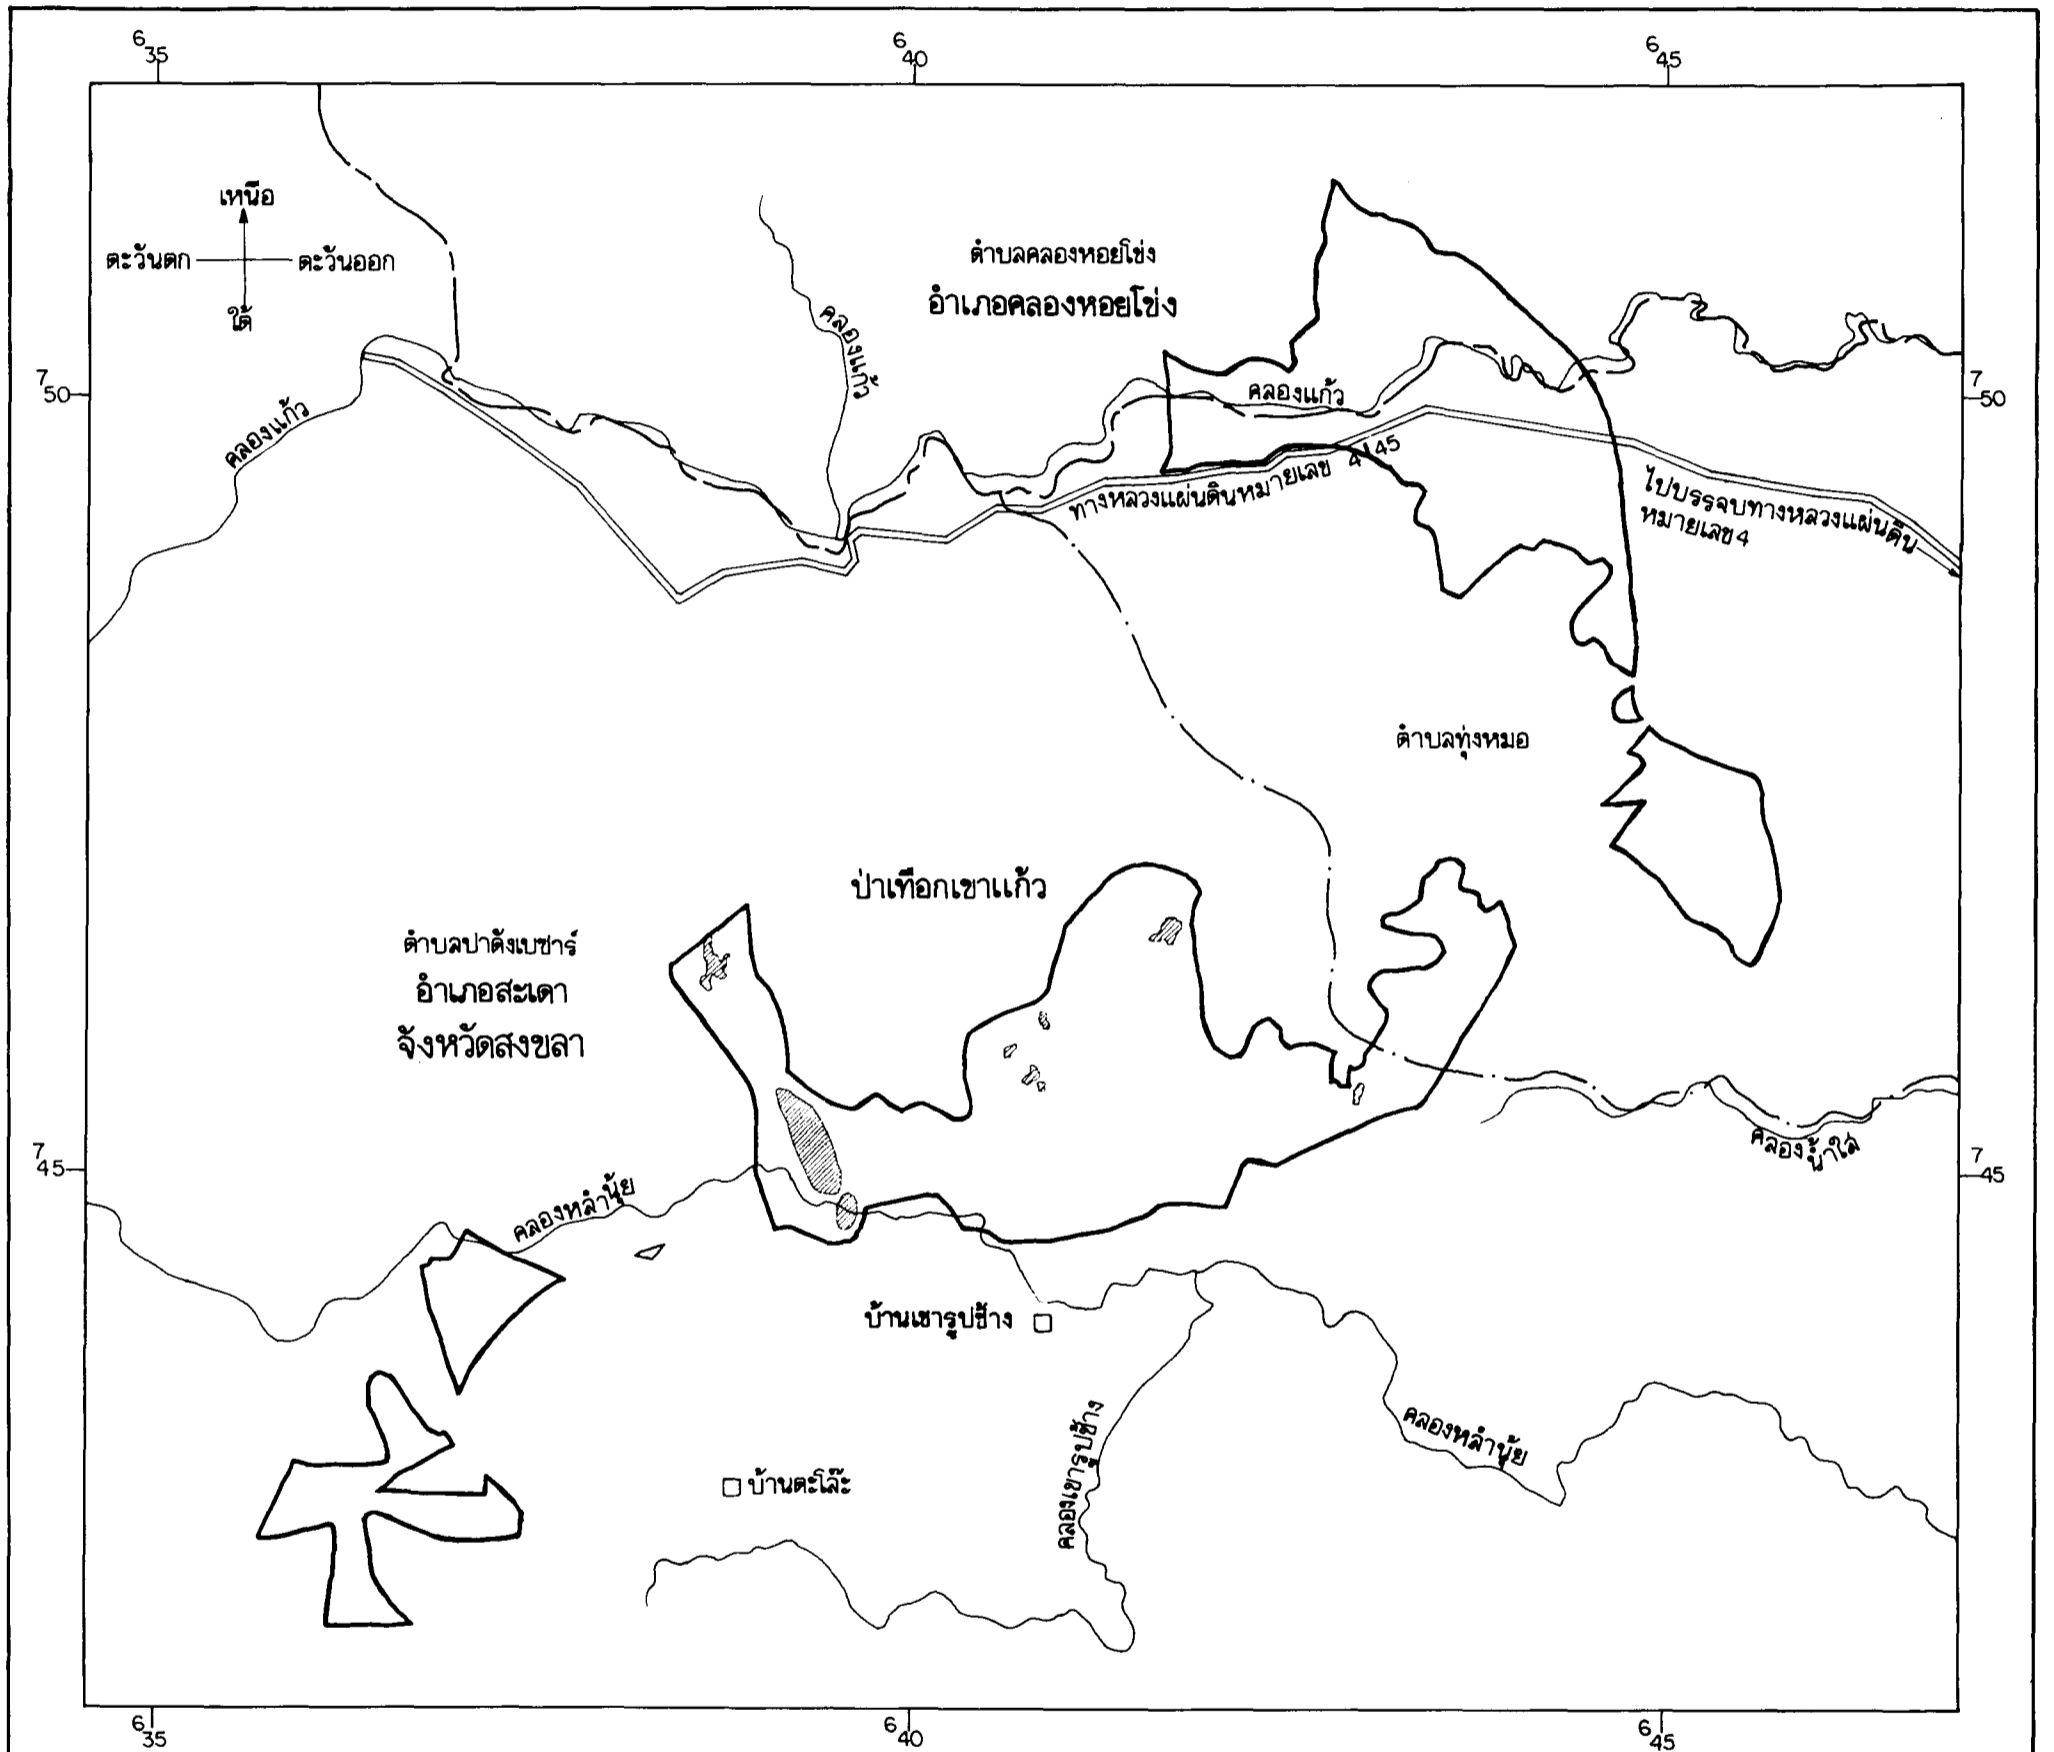 6 35
6 40
6 45
เหนือ
ตะวันตก
ตะวันออก
ใต้
ตำบลคลองหอยโข่ง
อำเภอคลองหอยโข่ง
คลองแก้ว
7 50
คลองแก้ว
คลองแก้ว
7 50
ทางหลวงแผ่นดินหมายเลข 4145
ไปบรรจบทางหลวงแผ่นดิน
หมายเลข 4
ตำบลทุ่งหมอ
ป่าเทือกเขาแก้ว
ตำบลปาดังเบซาร์
อำเภอสะเดา
จังหวัดสงขลา
7 45
คลองน้ำใส
7 45
คลองหลำนุ้ย
บ้านเขารูปช้าง
คลองหลำนุ้ย
คลองเขารูปช้าง
บ้านตะโล๊ะ
6 35
6 40
6 45